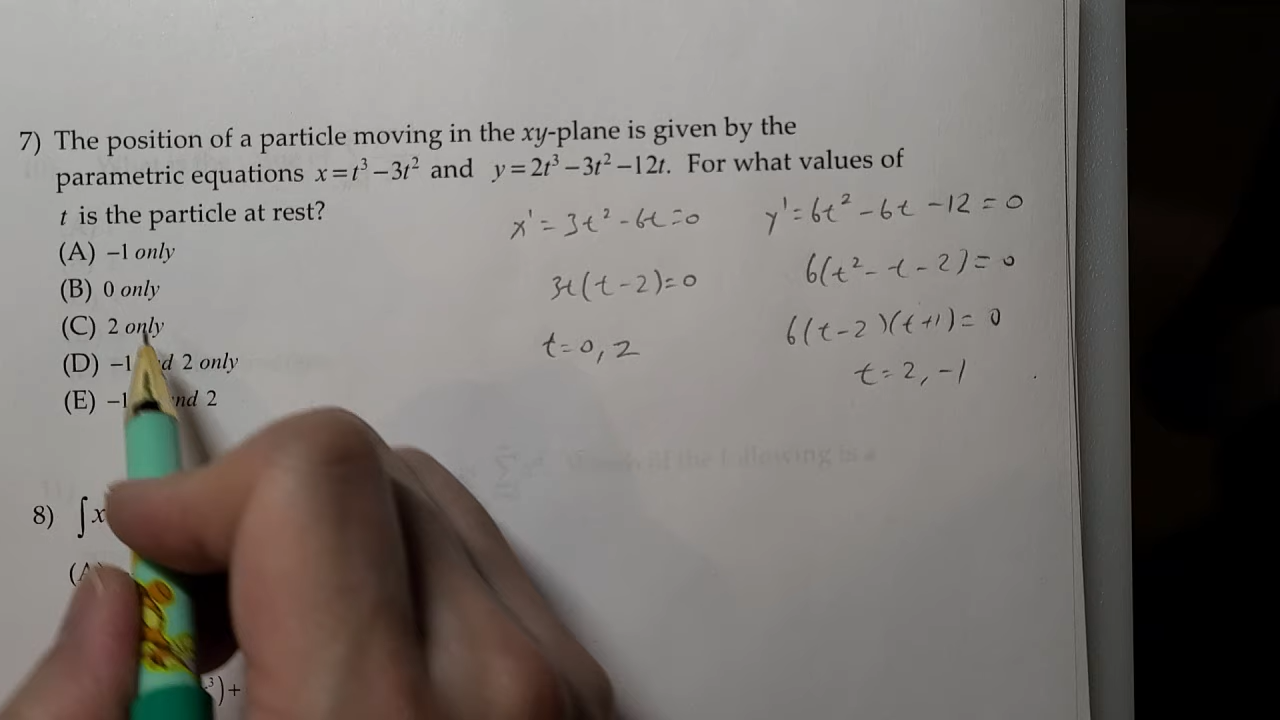 7) The position of a particle moving in the xy-plane is given by the
parametric equations x=t³−3t² and y=2t³−3t²−12t. For what values of
t is the particle at rest?
x'=3t²-6t=0
y'=6t²-6t-12=0
(A) −1 only
3t(t-2)=0
6(t²-t-2)=0
(B) 0 only
t=0,2
6(t-2)(t+1)=0
(C) 2 only
t=2,-1
(D) −1 2 only
(E) −1 and 2
8) ∫x
(A)
³)+